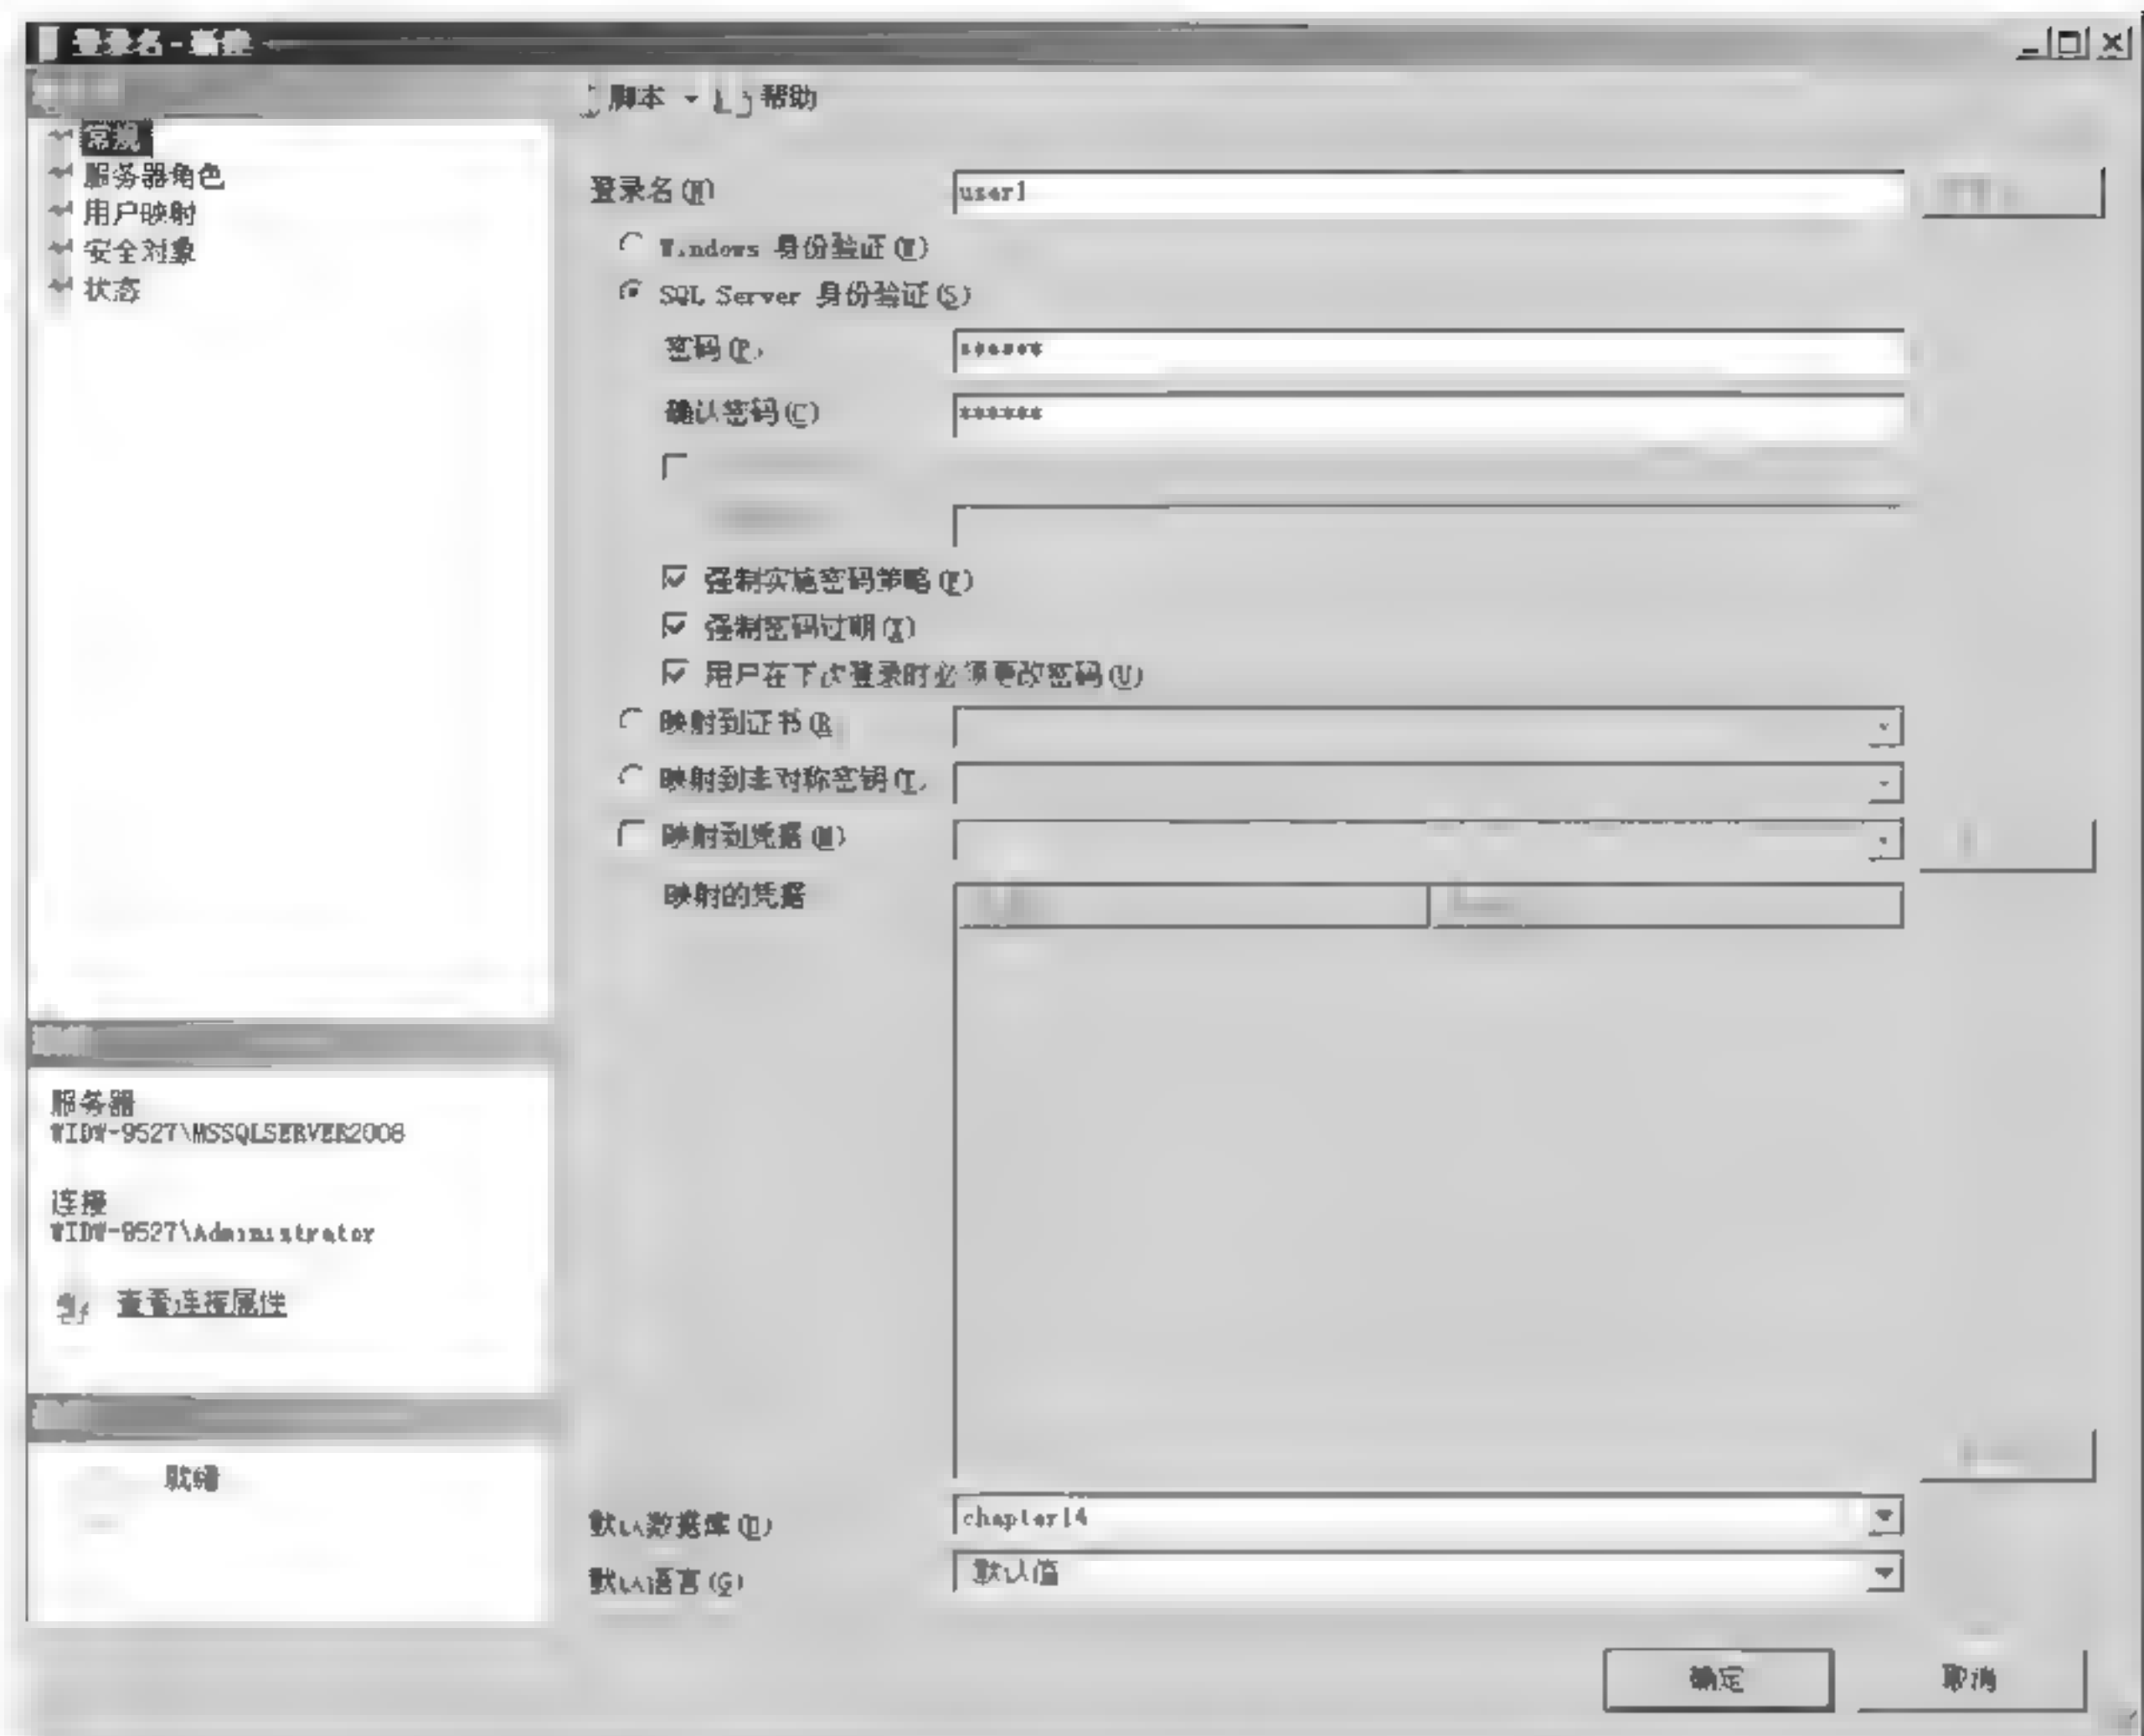 登录名 - 新建
脚本 帮助
常规
服务器角色
用户映射
安全对象
状态
登录名(N)
user1
Windows 身份验证(W)
SQL Server 身份验证(S)
密码(P)
******
确认密码(C)
******
强制实施密码策略(F)
强制密码过期(X)
用户在下次登录时必须更改密码(U)
映射到证书(R)
映射到非对称密钥(T)
映射到凭据(M)
映射的凭据
服务器
WIDW-9527\MSSQLSERVER2008
连接
WIDW-9527\Administrator
查看连接属性
就绪
默认数据库(D)
chapter14
默认语言(G)
默认值
确定 取消